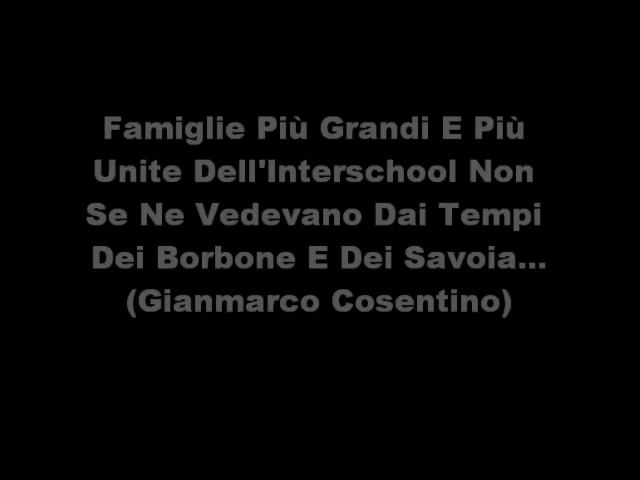 Famiglie Più Grandi E Più
Unite Dell'Interschool Non
Se Ne Vedevano Dai Tempi
Dei Borbone E Dei Savoia...
(Gianmarco Cosentino)